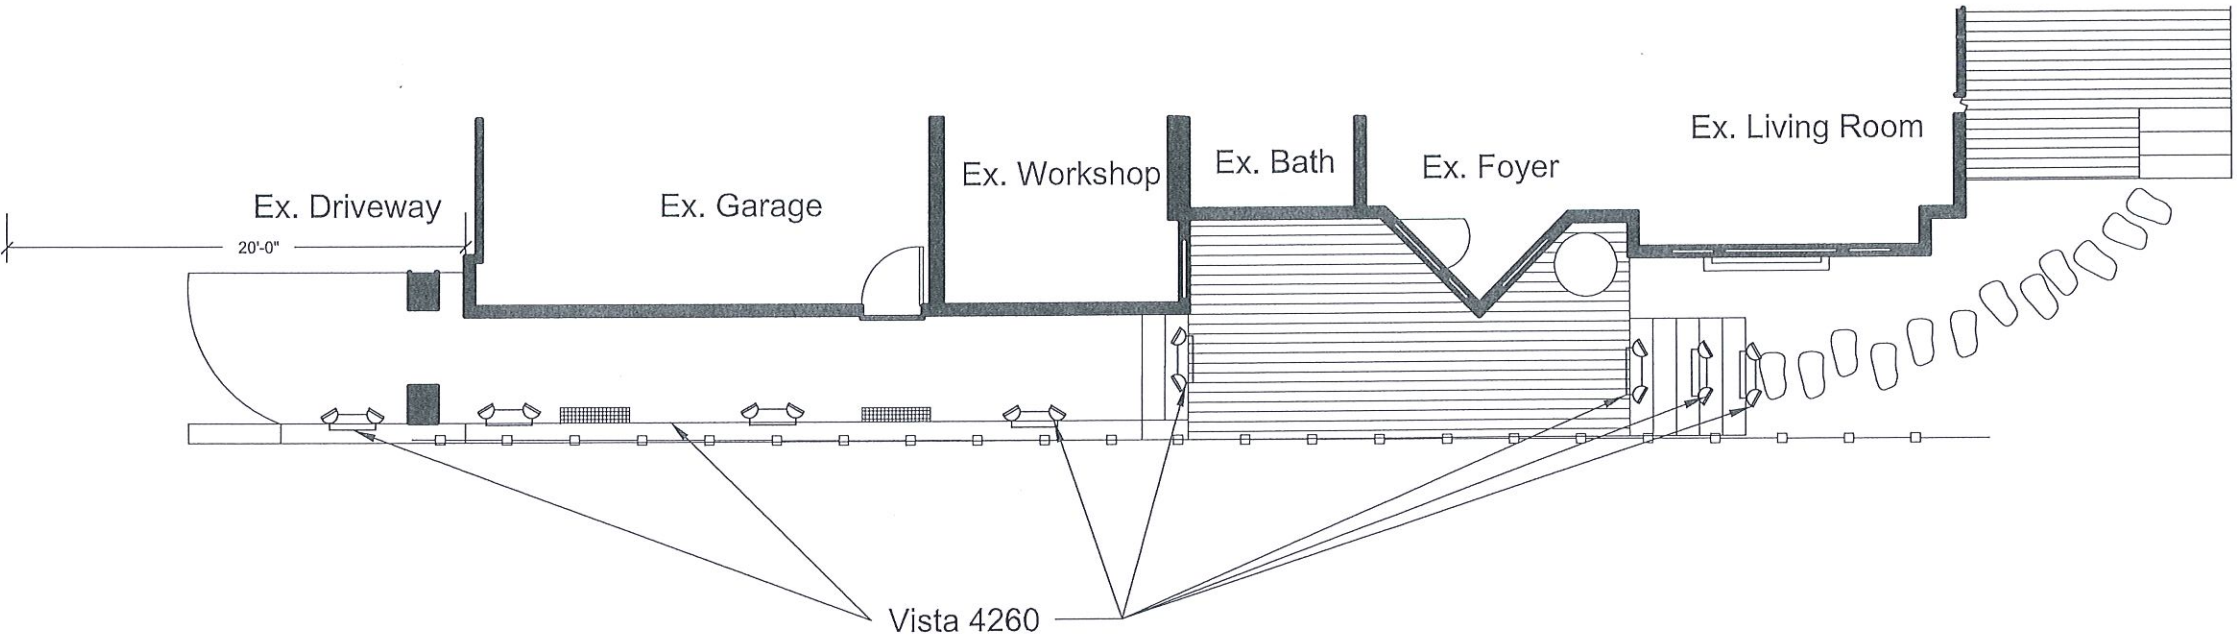 Ex. Living Room
Ex. Bath
Ex. Foyer
Ex. Workshop
Ex. Driveway
Ex. Garage
20'-0"
Vista 4260